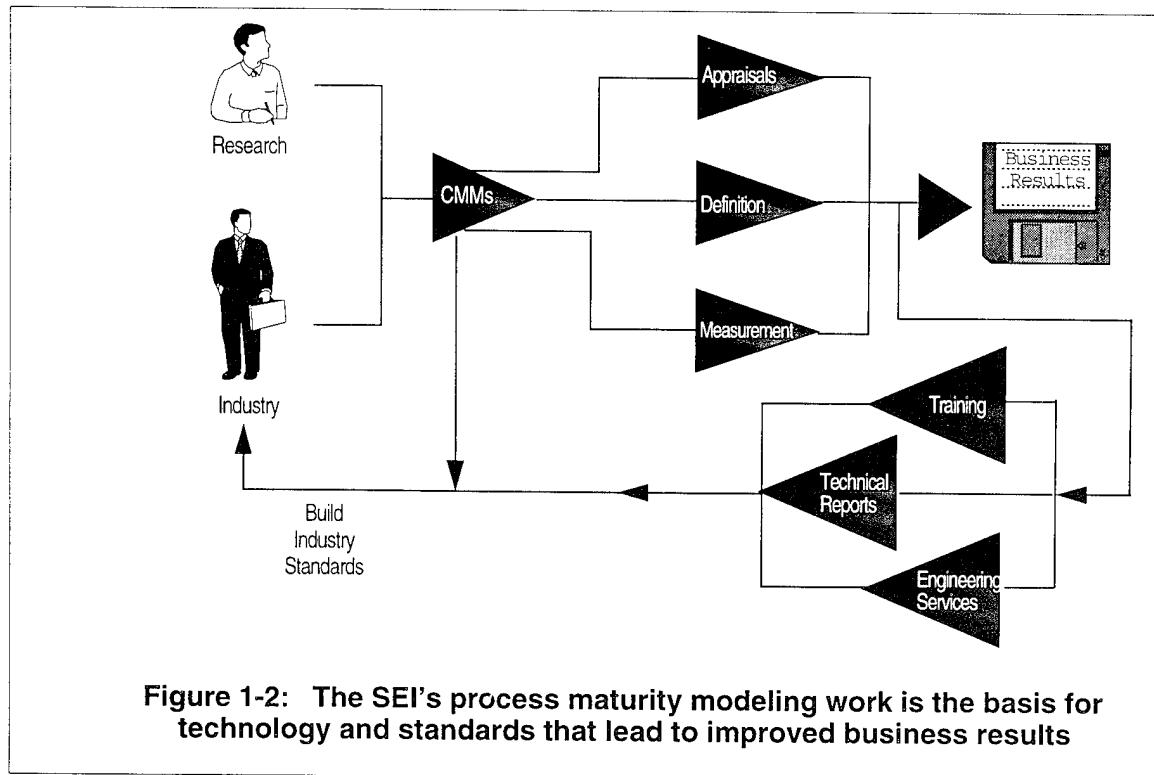 Research
Industry
CMMs
Appraisals
Definition
Measurement
Business
Results
Training
Technical
Reports
Engineering
Services
Build
Industry
Standards
Figure 1-2: The SEI's process maturity modeling work is the basis for
technology and standards that lead to improved business results